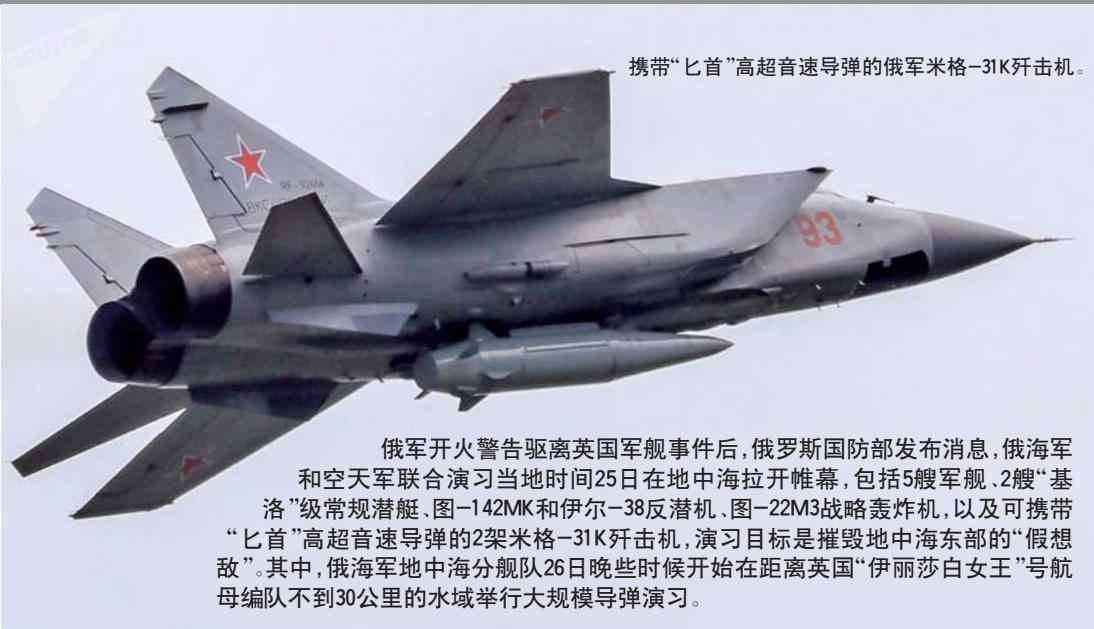 携带“匕首”高超音速导弹的俄军米格-31K歼击机。
RF-92464
93
俄军开火警告驱离英国军舰事件后,俄罗斯国防部发布消息,俄海军
和空天军联合演习当地时间25日在地中海拉开帷幕,包括5艘军舰、2艘“基
洛”级常规潜艇、图-142MK和伊尔-38反潜机、图-22M3战略轰炸机,以及可携带
“匕首”高超音速导弹的2架米格-31K歼击机,演习目标是摧毁地中海东部的“假想
敌”。其中,俄海军地中海分舰队26日晚些时候开始在距离英国“伊丽莎白女王”号航
母编队不到30公里的水域举行大规模导弹演习。